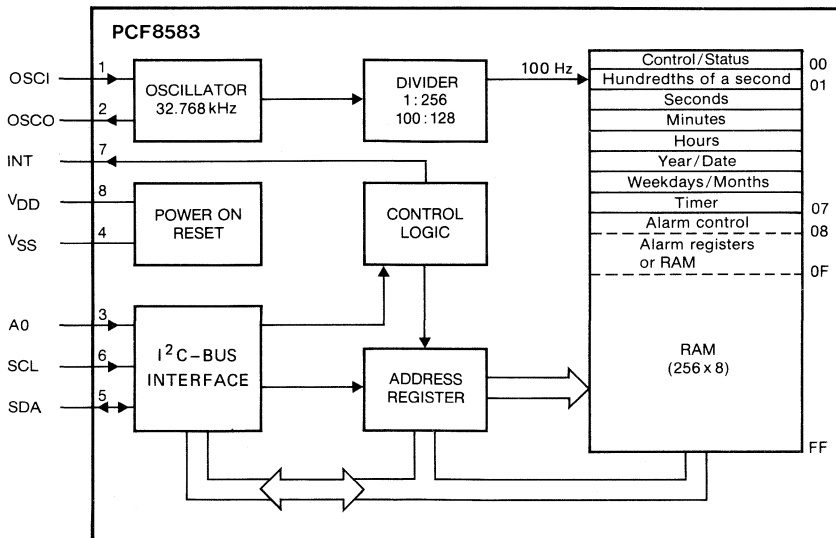 PCF8583
OSCI
1
OSCILLATOR
32.768 kHz
DIVIDER
1 : 256
100 : 128
100 Hz
Control/Status
00
Hundredths of a second
01
OSCO
2
Seconds
Minutes
Hours
INT
7
Year/Date
Weekdays/Months
VDD
8
POWER ON
RESET
CONTROL
LOGIC
Timer
07
Alarm control
08
VSS
4
Alarm registers
or RAM
0F
A0
3
I²C–BUS
INTERFACE
SCL
6
SDA
5
ADDRESS
REGISTER
RAM
(256 x 8)
FF